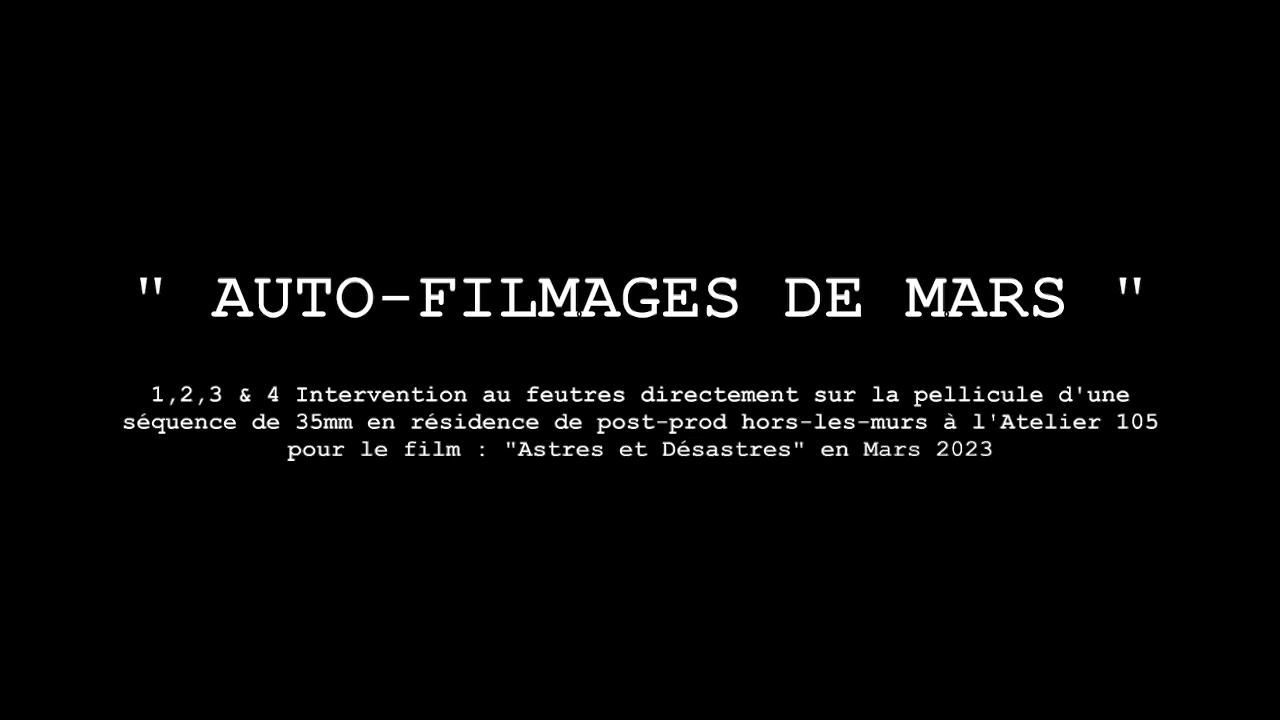 " AUTO-FILMAGES DE MARS "
1,2,3 & 4 Intervention au feutres directement sur la pellicule d'une
séquence de 35mm en résidence de post-prod hors-les-murs à l'Atelier 105
pour le film : "Astres et Désastres" en Mars 2023